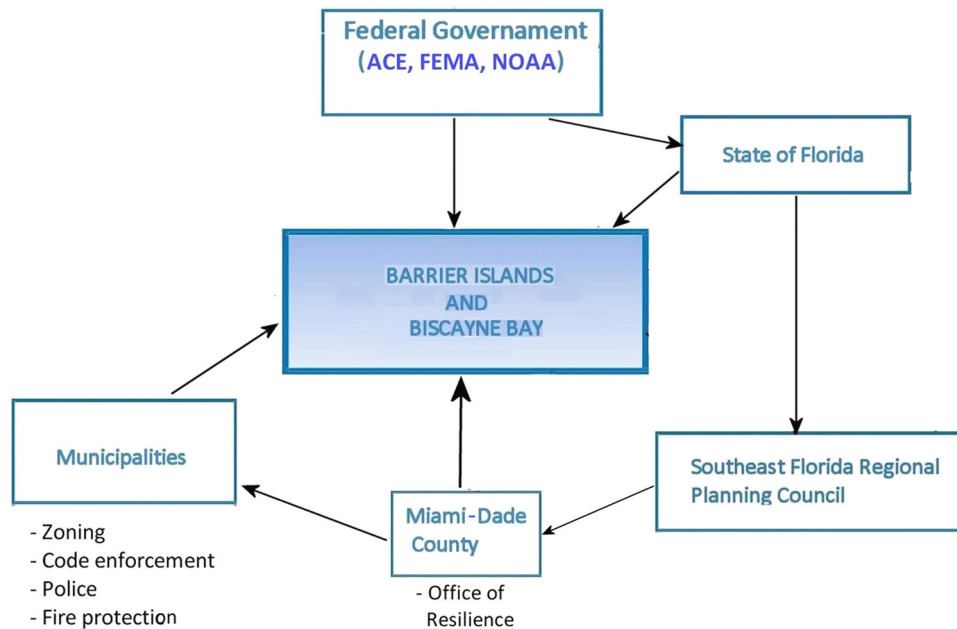 Federal Governament
(ACE, FEMA, NOAA)
State of Florida
BARRIER ISLANDS
AND
BISCAYNE BAY
Municipalities
- Zoning
- Code enforcement
- Police
- Fire protection
Miami-Dade
County
- Office of
Resilience
Southeast Florida Regional
Planning Council